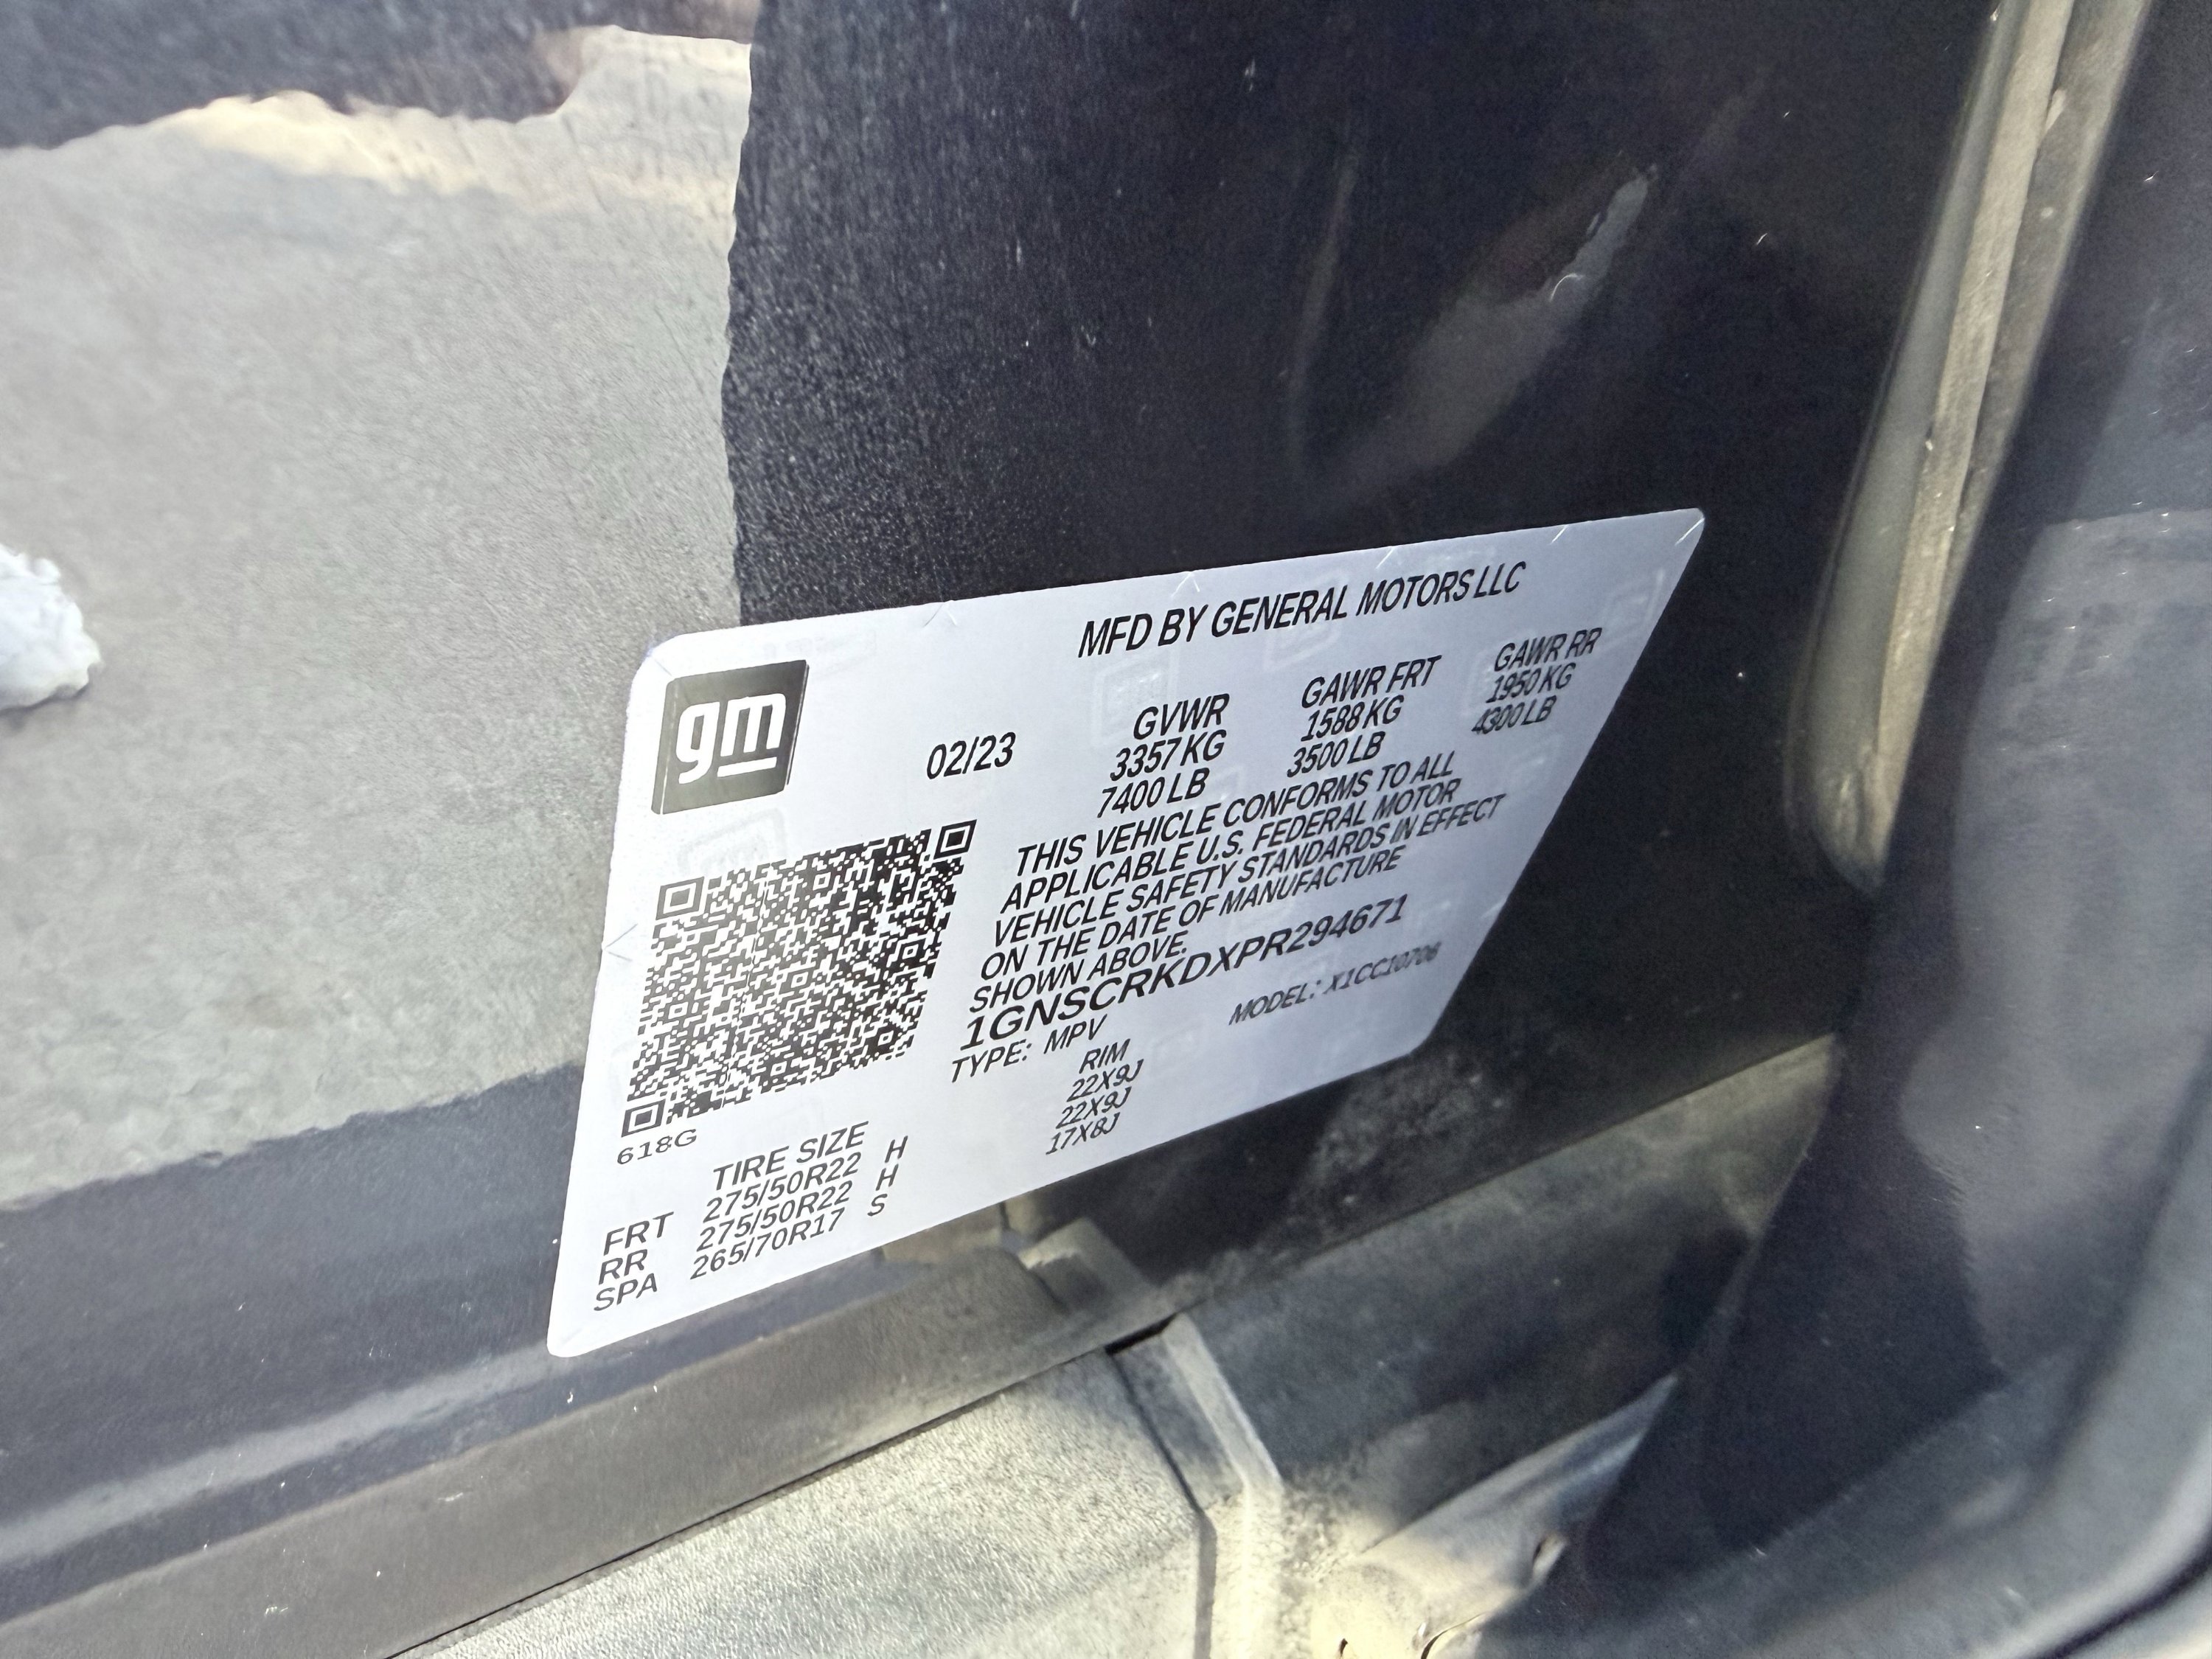 MFD BY GENERAL MOTORS LLC
gm
02/23
GVWR GAWR FRT GAWR RR
3357 KG 1588 KG 1950 KG
7400 LB 3500 LB 4300 LB
THIS VEHICLE CONFORMS TO ALL
APPLICABLE U.S. FEDERAL MOTOR
VEHICLE SAFETY STANDARDS IN EFFECT
ON THE DATE OF MANUFACTURE
SHOWN ABOVE.
1GNSCRKDXPR294671
TYPE: MPV MODEL: X1CC10706
618G
TIRE SIZE RIM
FRT 275/50R22 H 22X9J
RR 275/50R22 H 22X9J
SPA 265/70R17 S 17X8J